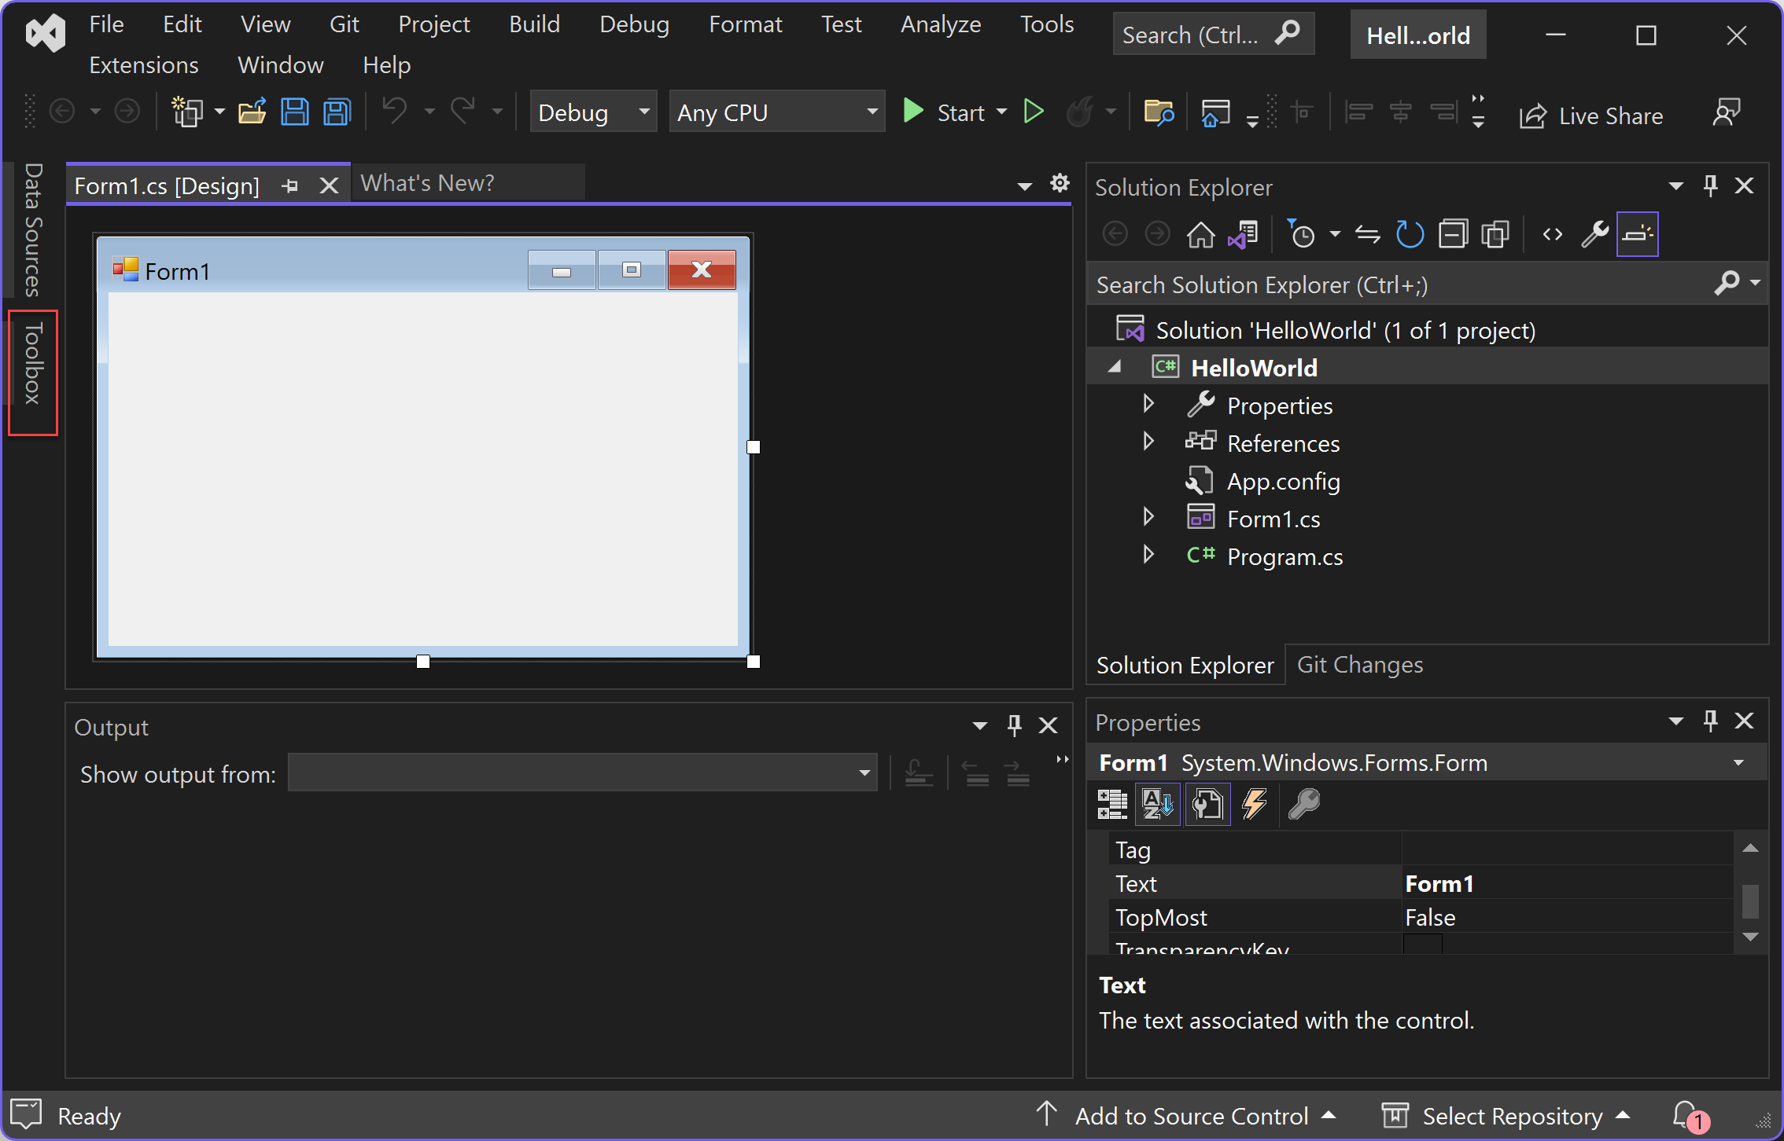 File Edit View Git Project Build Debug Format Test Analyze Tools
Search (Ctrl...
Hell...orld
Extensions Window Help
Debug
Any CPU
Start
Live Share
Data Sources
Toolbox
Form1.cs [Design]
What's New?
Form1
Solution Explorer
Search Solution Explorer (Ctrl+;)
Solution 'HelloWorld' (1 of 1 project)
C# HelloWorld
Properties
References
App.config
Form1.cs
C# Program.cs
Solution Explorer Git Changes
Output
Show output from:
Properties
Form1 System.Windows.Forms.Form
Tag
Text Form1
TopMost False
TransparencyKey
Text
The text associated with the control.
Ready
Add to Source Control
Select Repository
1